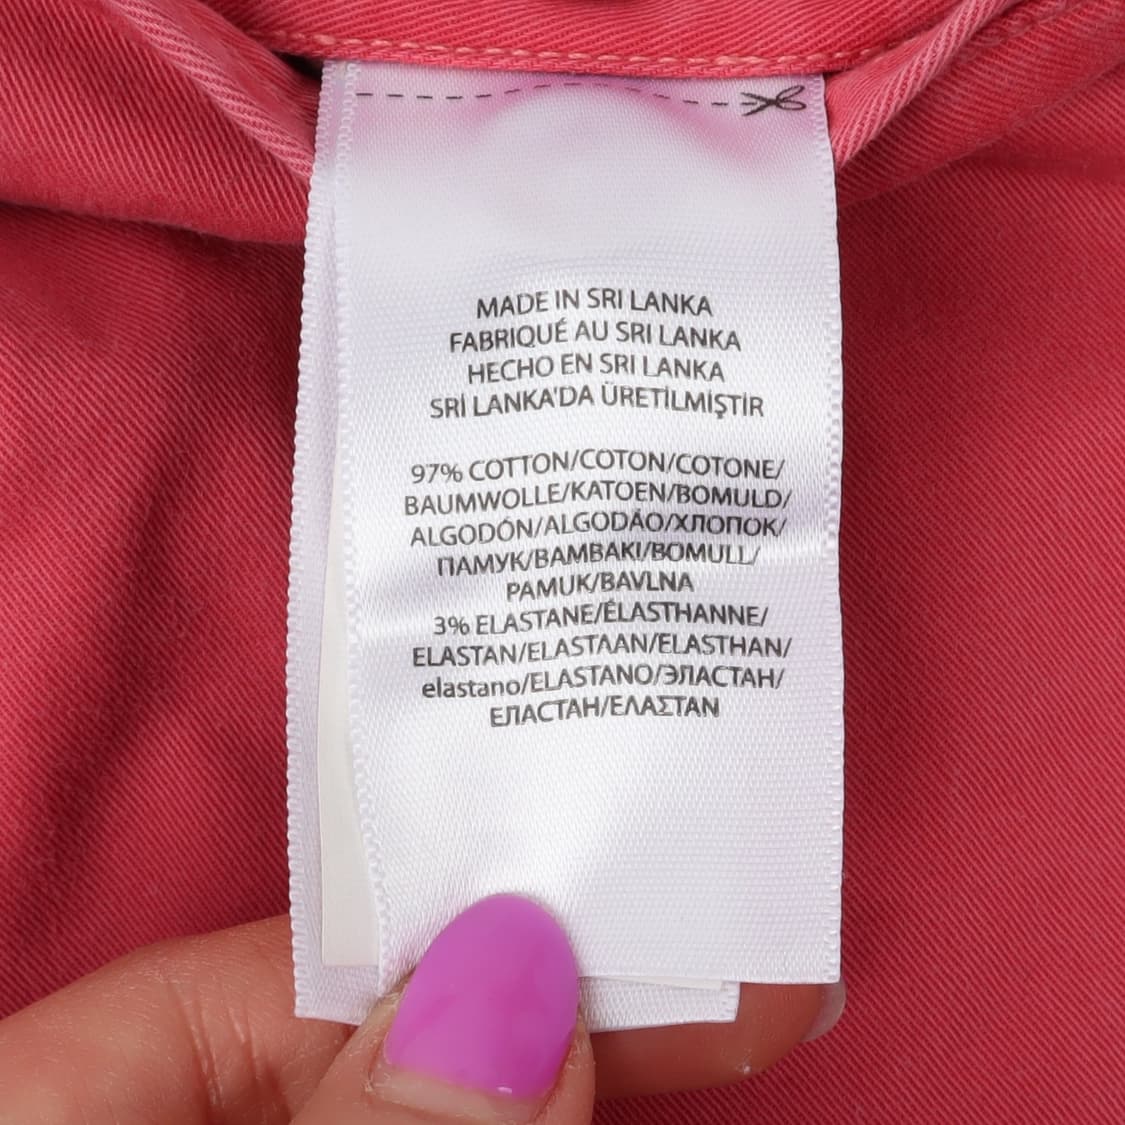 MADE IN SRI LANKA
FABRIQUÉ AU SRI LANKA
HECHO EN SRI LANKA
SRİ LANKA'DA ÜRETİLMİŞTİR
97% COTTON/COTON/COTONE/
BAUMWOLLE/KATOEN/BOMULD/
ALGODÓN/ALGODÃO/ХЛОПОК/
ПАМУК/ΒΑΜΒΑΚΙ/BOMULL/
PAMUK/BAVLNA
3% ELASTANE/ÉLASTHANNE/
ELASTAN/ELASTAAN/ELASTHAN/
elastano/ELASTANO/ЭЛАСТАН/
ЕЛАСТАН/ΕΛΑΣΤΑΝ